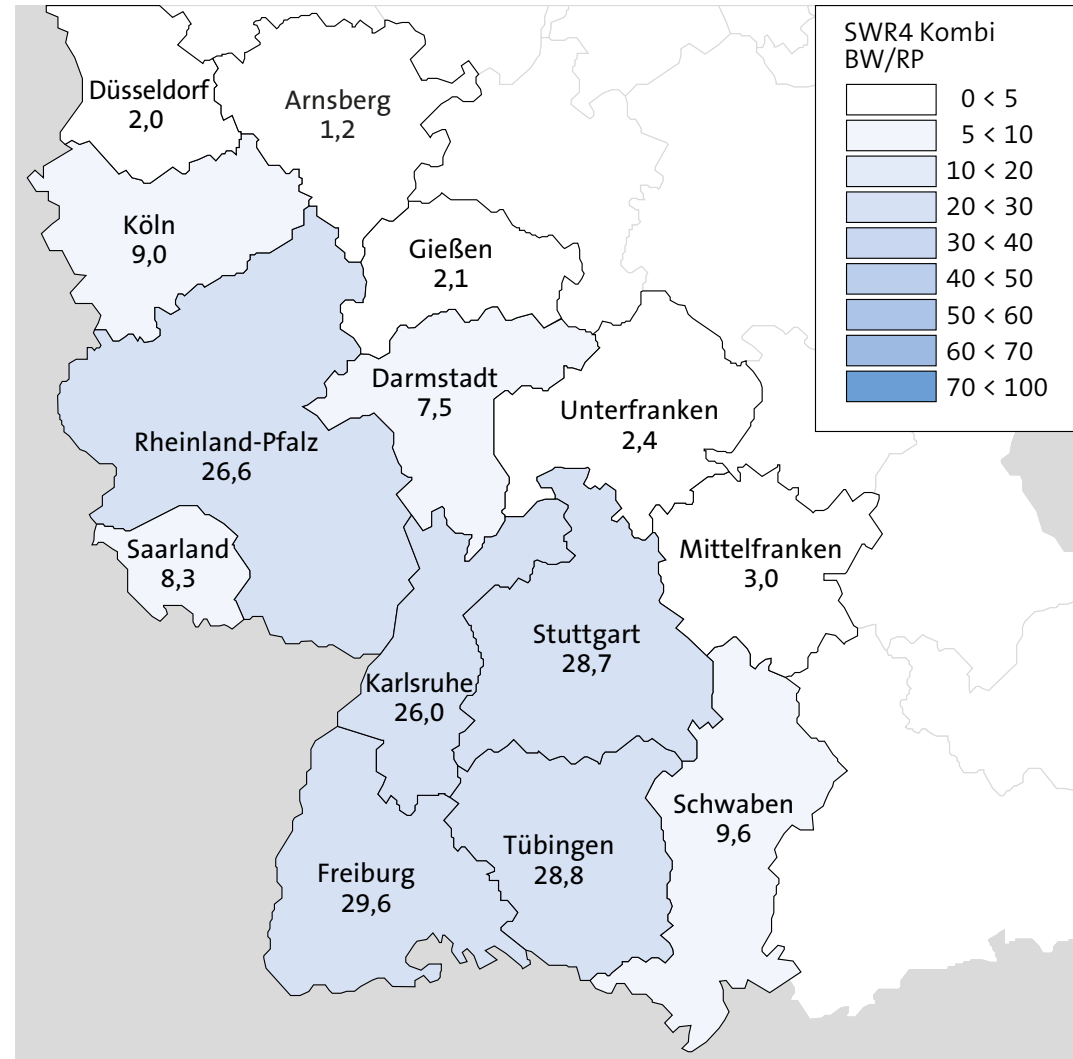 SWR4 Kombi
BW/RP
0 < 5
5 < 10
10 < 20
20 < 30
30 < 40
40 < 50
50 < 60
60 < 70
70 < 100
Düsseldorf
2,0
Arnsberg
1,2
Köln
9,0
Gießen
2,1
Darmstadt
7,5
Unterfranken
2,4
Rheinland-Pfalz
26,6
Saarland
8,3
Mittelfranken
3,0
Stuttgart
28,7
Karlsruhe
26,0
Schwaben
9,6
Tübingen
28,8
Freiburg
29,6